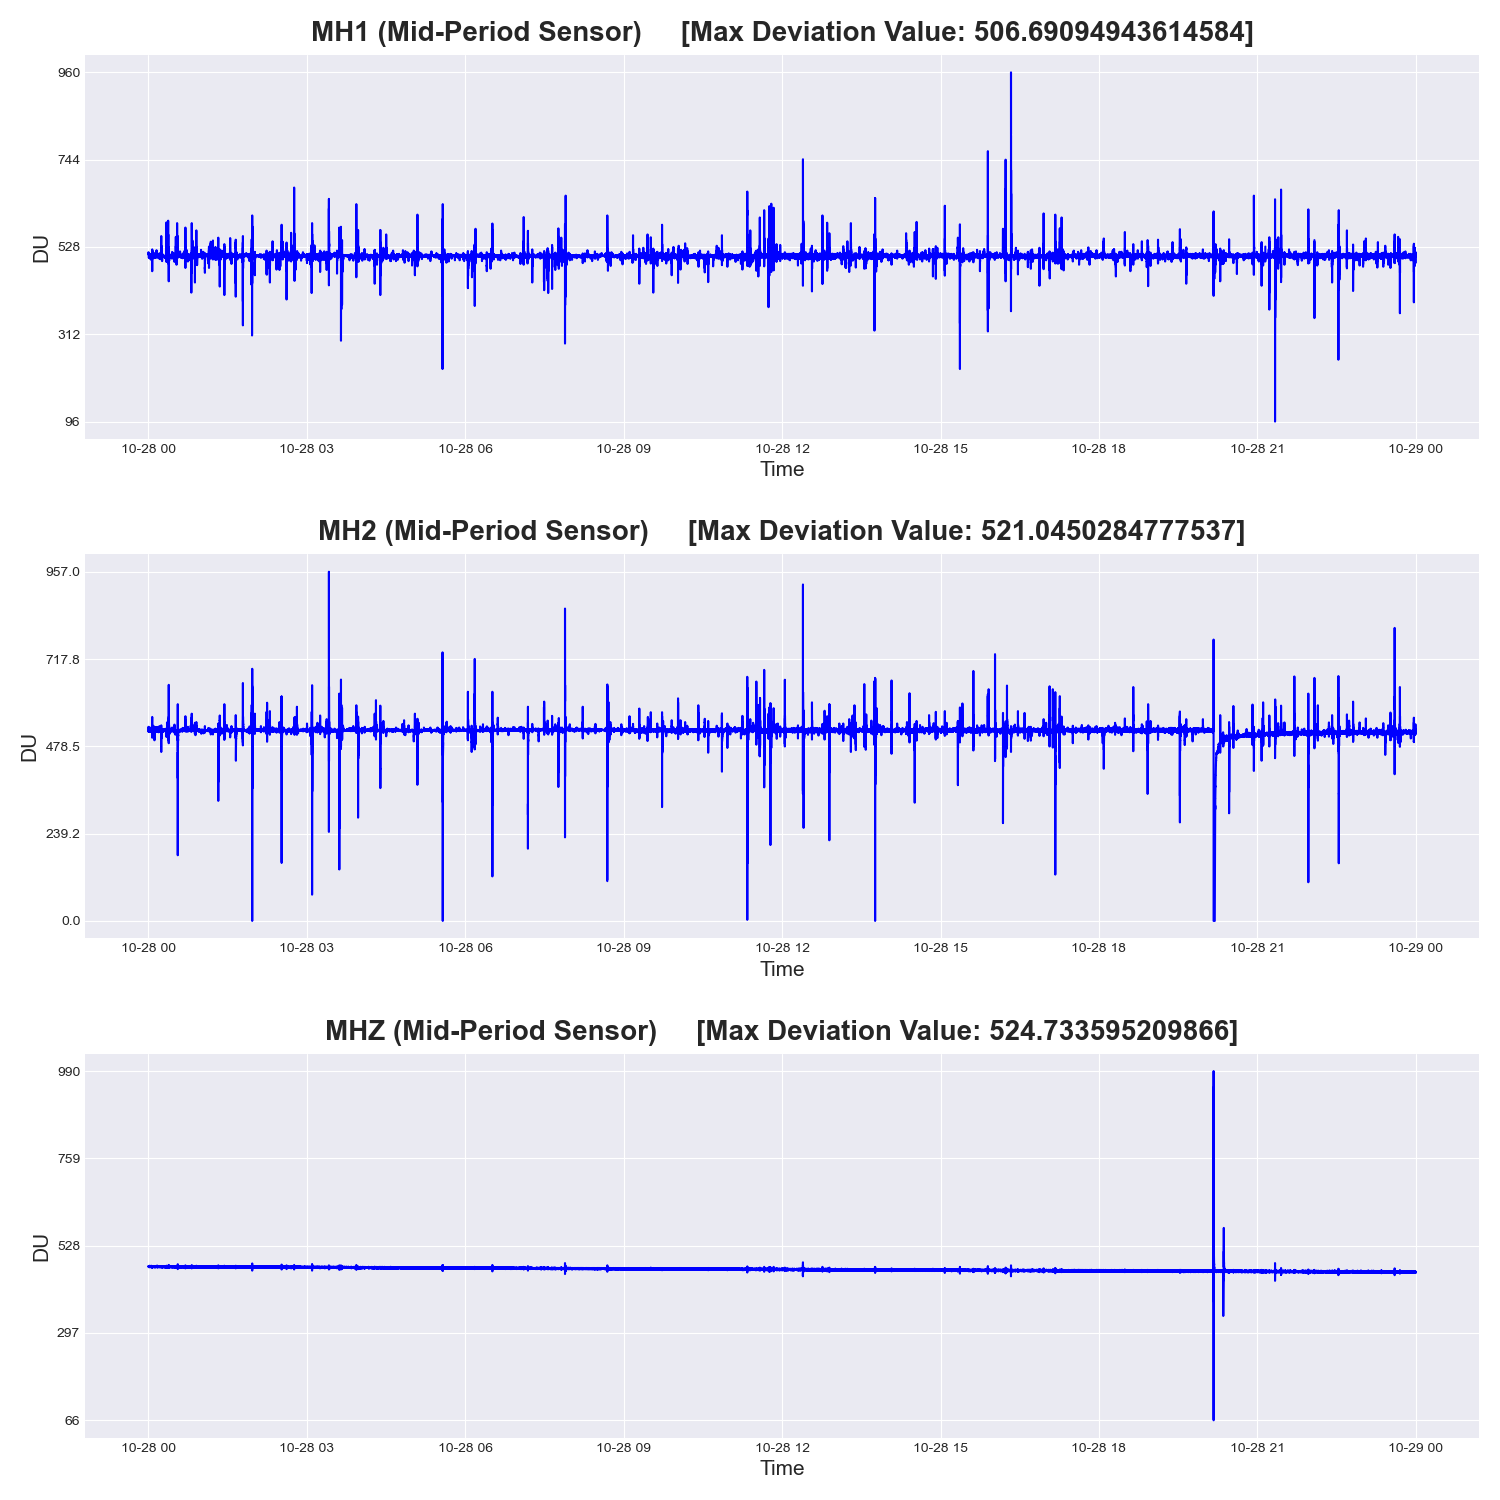 MH1 (Mid-Period Sensor) [Max Deviation Value: 506.69094943614584]
960
744
528
312
96
DU
10-28 00 10-28 03 10-28 06 10-28 09 10-28 12 10-28 15 10-28 18 10-28 21 10-29 00
Time
MH2 (Mid-Period Sensor) [Max Deviation Value: 521.0450284777537]
957.0
717.8
478.5
239.2
0.0
DU
10-28 00 10-28 03 10-28 06 10-28 09 10-28 12 10-28 15 10-28 18 10-28 21 10-29 00
Time
MHZ (Mid-Period Sensor) [Max Deviation Value: 524.733595209866]
990
759
528
297
66
DU
10-28 00 10-28 03 10-28 06 10-28 09 10-28 12 10-28 15 10-28 18 10-28 21 10-29 00
Time